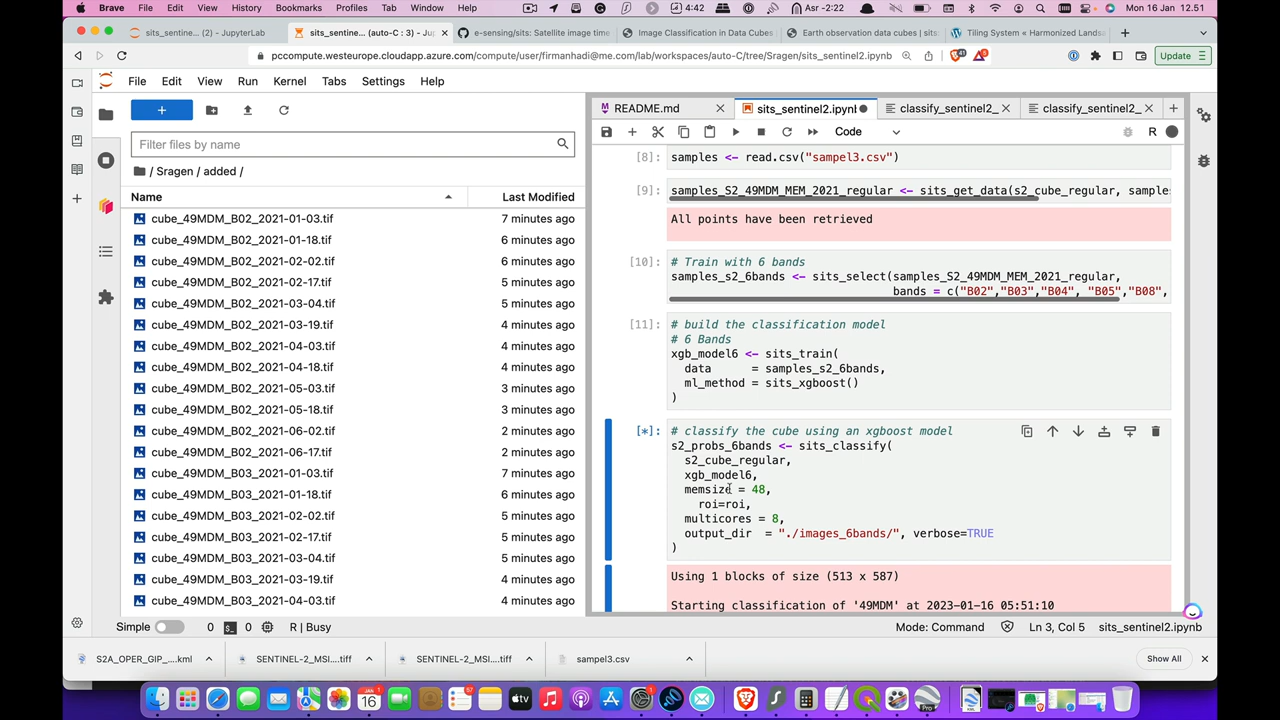 Brave File Edit View History Bookmarks Profiles Tab Window Help 4:42 Asr -2:22 Mon 16 Jan 12.51
sits_sentine... (2) - JupyterLab
sits_sentine... (auto-C : 3) - Ju
e-sensing/sits: Satellite image time
Image Classification in Data Cubes
Earth observation data cubes | sits
Tiling System « Harmonized Landsa
pccompute.westeurope.cloudapp.azure.com/user/firmanhadi@me.com/lab/workspaces/auto-C/tree/Sragen/sits_sentinel2.ipynb
Update
File Edit View Run Kernel Tabs Settings Help
Filter files by name
/ Sragen / added /
Name Last Modified
cube_49MDM_B02_2021-01-03.tif 7 minutes ago
cube_49MDM_B02_2021-01-18.tif 6 minutes ago
cube_49MDM_B02_2021-02-02.tif 6 minutes ago
cube_49MDM_B02_2021-02-17.tif 5 minutes ago
cube_49MDM_B02_2021-03-04.tif 5 minutes ago
cube_49MDM_B02_2021-03-19.tif 4 minutes ago
cube_49MDM_B02_2021-04-03.tif 4 minutes ago
cube_49MDM_B02_2021-04-18.tif 4 minutes ago
cube_49MDM_B02_2021-05-03.tif 3 minutes ago
cube_49MDM_B02_2021-05-18.tif 3 minutes ago
cube_49MDM_B02_2021-06-02.tif 2 minutes ago
cube_49MDM_B02_2021-06-17.tif 2 minutes ago
cube_49MDM_B03_2021-01-03.tif 7 minutes ago
cube_49MDM_B03_2021-01-18.tif 6 minutes ago
cube_49MDM_B03_2021-02-02.tif 5 minutes ago
cube_49MDM_B03_2021-02-17.tif 5 minutes ago
cube_49MDM_B03_2021-03-04.tif 5 minutes ago
cube_49MDM_B03_2021-03-19.tif 4 minutes ago
cube_49MDM_B03_2021-04-03.tif 4 minutes ago
README.md
sits_sentinel2.ipynb
classify_sentinel2_
classify_sentinel2_
Code
R
[8]: samples <- read.csv("sampel3.csv")
[9]: samples_S2_49MDM_MEM_2021_regular <- sits_get_data(s2_cube_regular, sample
All points have been retrieved
[10]: # Train with 6 bands
samples_s2_6bands <- sits_select(samples_S2_49MDM_MEM_2021_regular,
bands = c("B02","B03","B04", "B05","B08",
[11]: # build the classification model
# 6 Bands
xgb_model6 <- sits_train(
data = samples_s2_6bands,
ml_method = sits_xgboost()
)
[*]: # classify the cube using an xgboost model
s2_probs_6bands <- sits_classify(
s2_cube_regular,
xgb_model6,
memsize = 48,
roi=roi,
multicores = 8,
output_dir = "./images_6bands/", verbose=TRUE
)
Using 1 blocks of size (513 x 587)
Starting classification of '49MDM' at 2023-01-16 05:51:10
Simple 0 0 R | Busy
Mode: Command Ln 3, Col 5 sits_sentinel2.ipynb
S2A_OPER_GIP_....kml
SENTINEL-2_MSI....tiff
SENTINEL-2_MSI....tiff
sampel3.csv
Show All